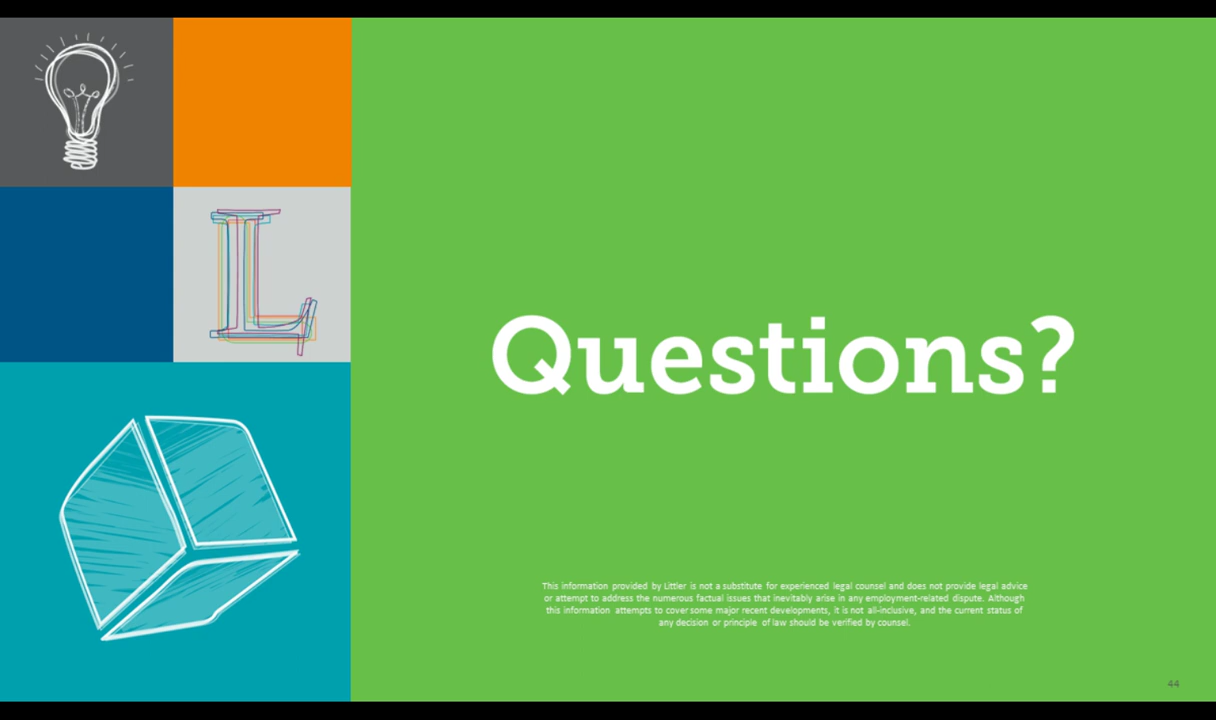 L
Questions?
This information provided by Littler is not a substitute for experienced legal counsel and does not provide legal advice
or attempt to address the numerous factual issues that inevitably arise in any employment-related dispute. Although
this information attempts to cover some major recent developments, it is not all-inclusive, and the current status of
any decision or principle of law should be verified by counsel.
44